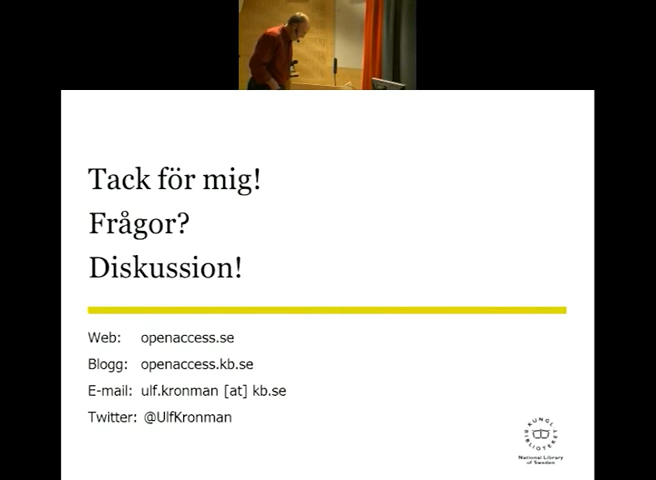 Tack för mig!
Frågor?
Diskussion!
Web: openaccess.se
Blogg: openaccess.kb.se
E-mail: ulf.kronman [at] kb.se
Twitter: @UlfKronman
KUNGL BIBLIOTEKET
National Library
of Sweden